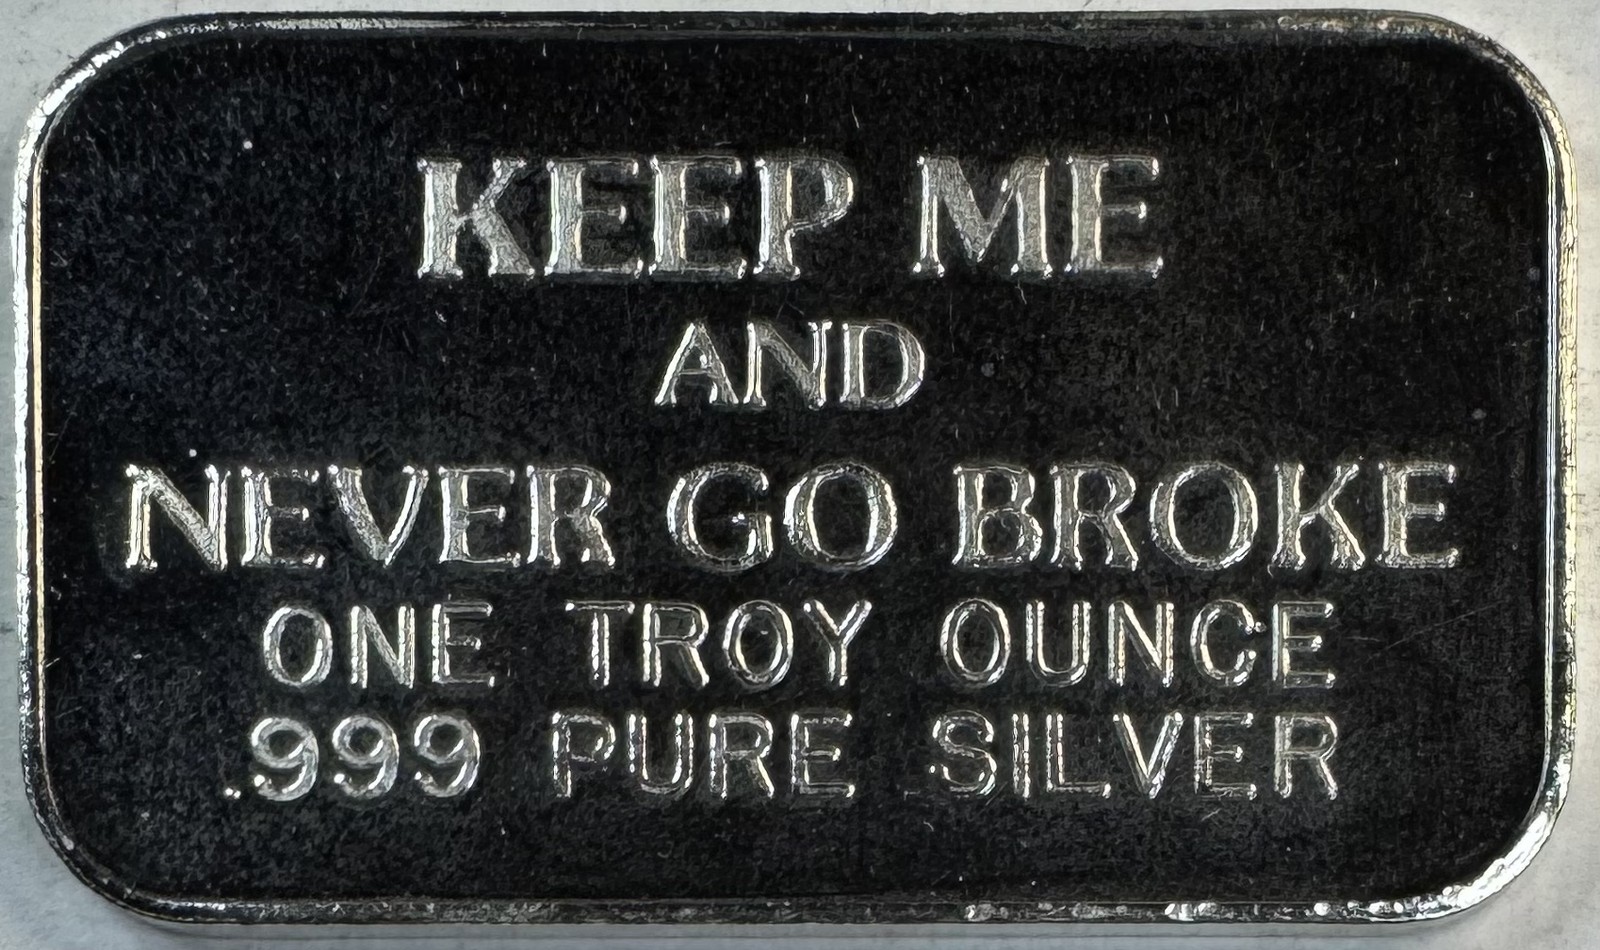 KEEP ME
AND
NEVER GO BROKE
ONE TROY OUNCE
.999 PURE SILVER